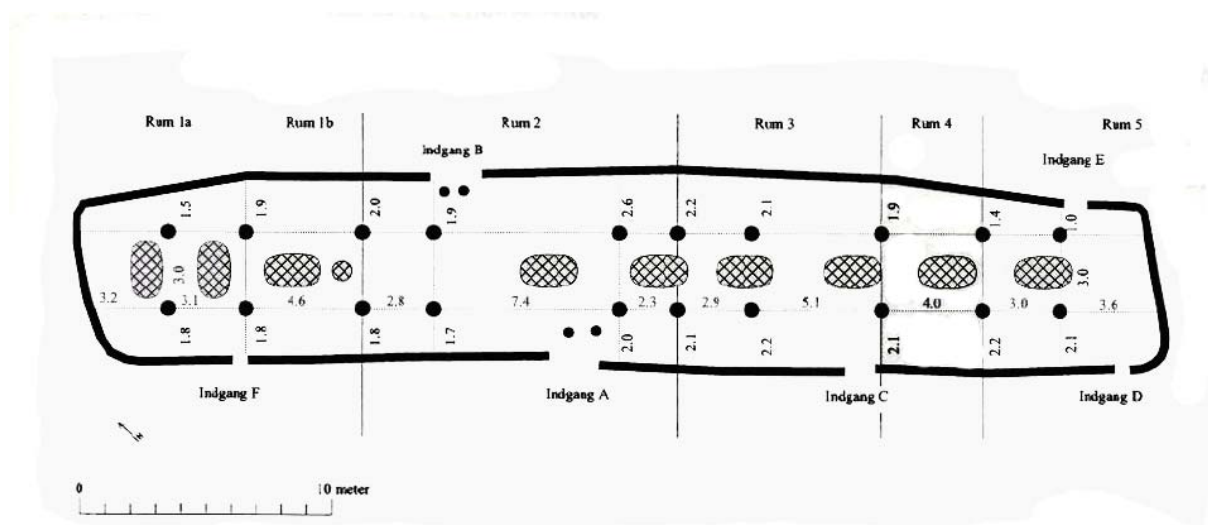 Rum 1a Rum 1b Rum 2 Rum 3 Rum 4 Rum 5
Indgang B
Indgang E
1.5 1.9 2.0 1.9 2.6 2.2 2.1 1.9 1.4 1.0
3.0 3.0
3.2 3.1 4.6 2.8 7.4 2.3 2.9 5.1 4.0 3.0 3.6
1.8 1.8 1.8 1.7 2.0 2.1 2.2 2.1 2.2 2.1
Indgang F Indgang A Indgang C Indgang D
N
0 10 meter